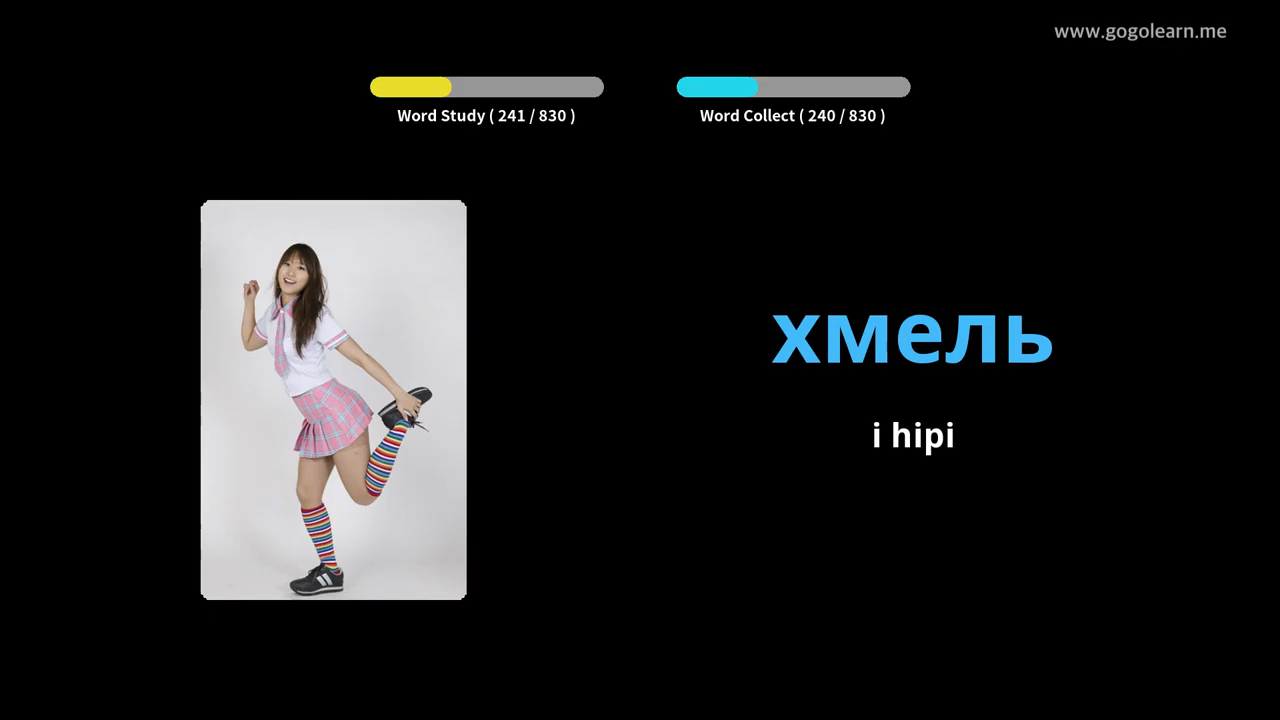 www.gogolearn.me
Word Study ( 241 / 830 )
Word Collect ( 240 / 830 )
хмель
i hipi